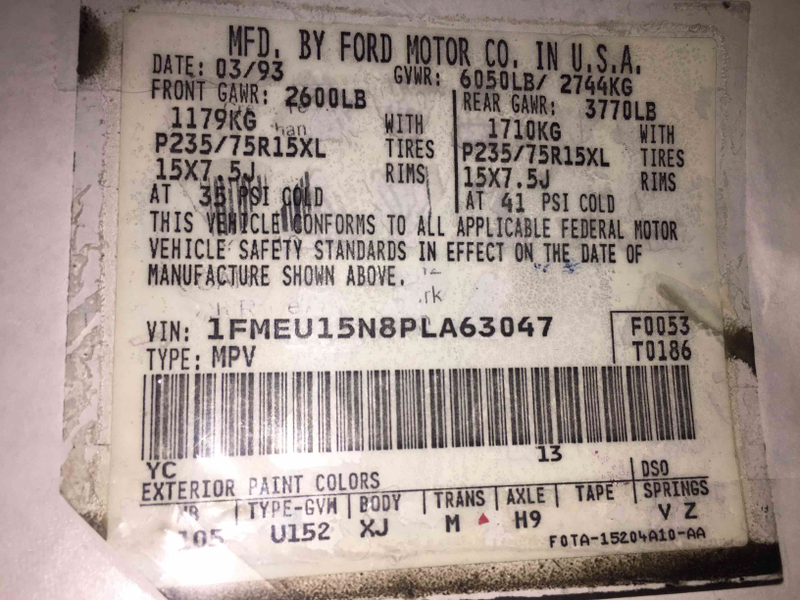 MFD. BY FORD MOTOR CO. IN U.S.A.
DATE: 03/93 GVWR: 6050LB/ 2744KG
FRONT GAWR: 2600LB REAR GAWR: 3770LB
1179KG WITH 1710KG WITH
P235/75R15XL TIRES P235/75R15XL TIRES
15X7.5J RIMS 15X7.5J RIMS
AT 35 PSI COLD AT 41 PSI COLD
THIS VEHICLE CONFORMS TO ALL APPLICABLE FEDERAL MOTOR
VEHICLE SAFETY STANDARDS IN EFFECT ON THE DATE OF
MANUFACTURE SHOWN ABOVE.
VIN: 1FMEU15N8PLA63047 F0053
TYPE: MPV T0186
13
YC DSO
EXTERIOR PAINT COLORS
TYPE-GVW BODY TRANS AXLE TAPE SPRINGS
105 U152 XJ M H9 Y Z
F0TA-15204A10-AA